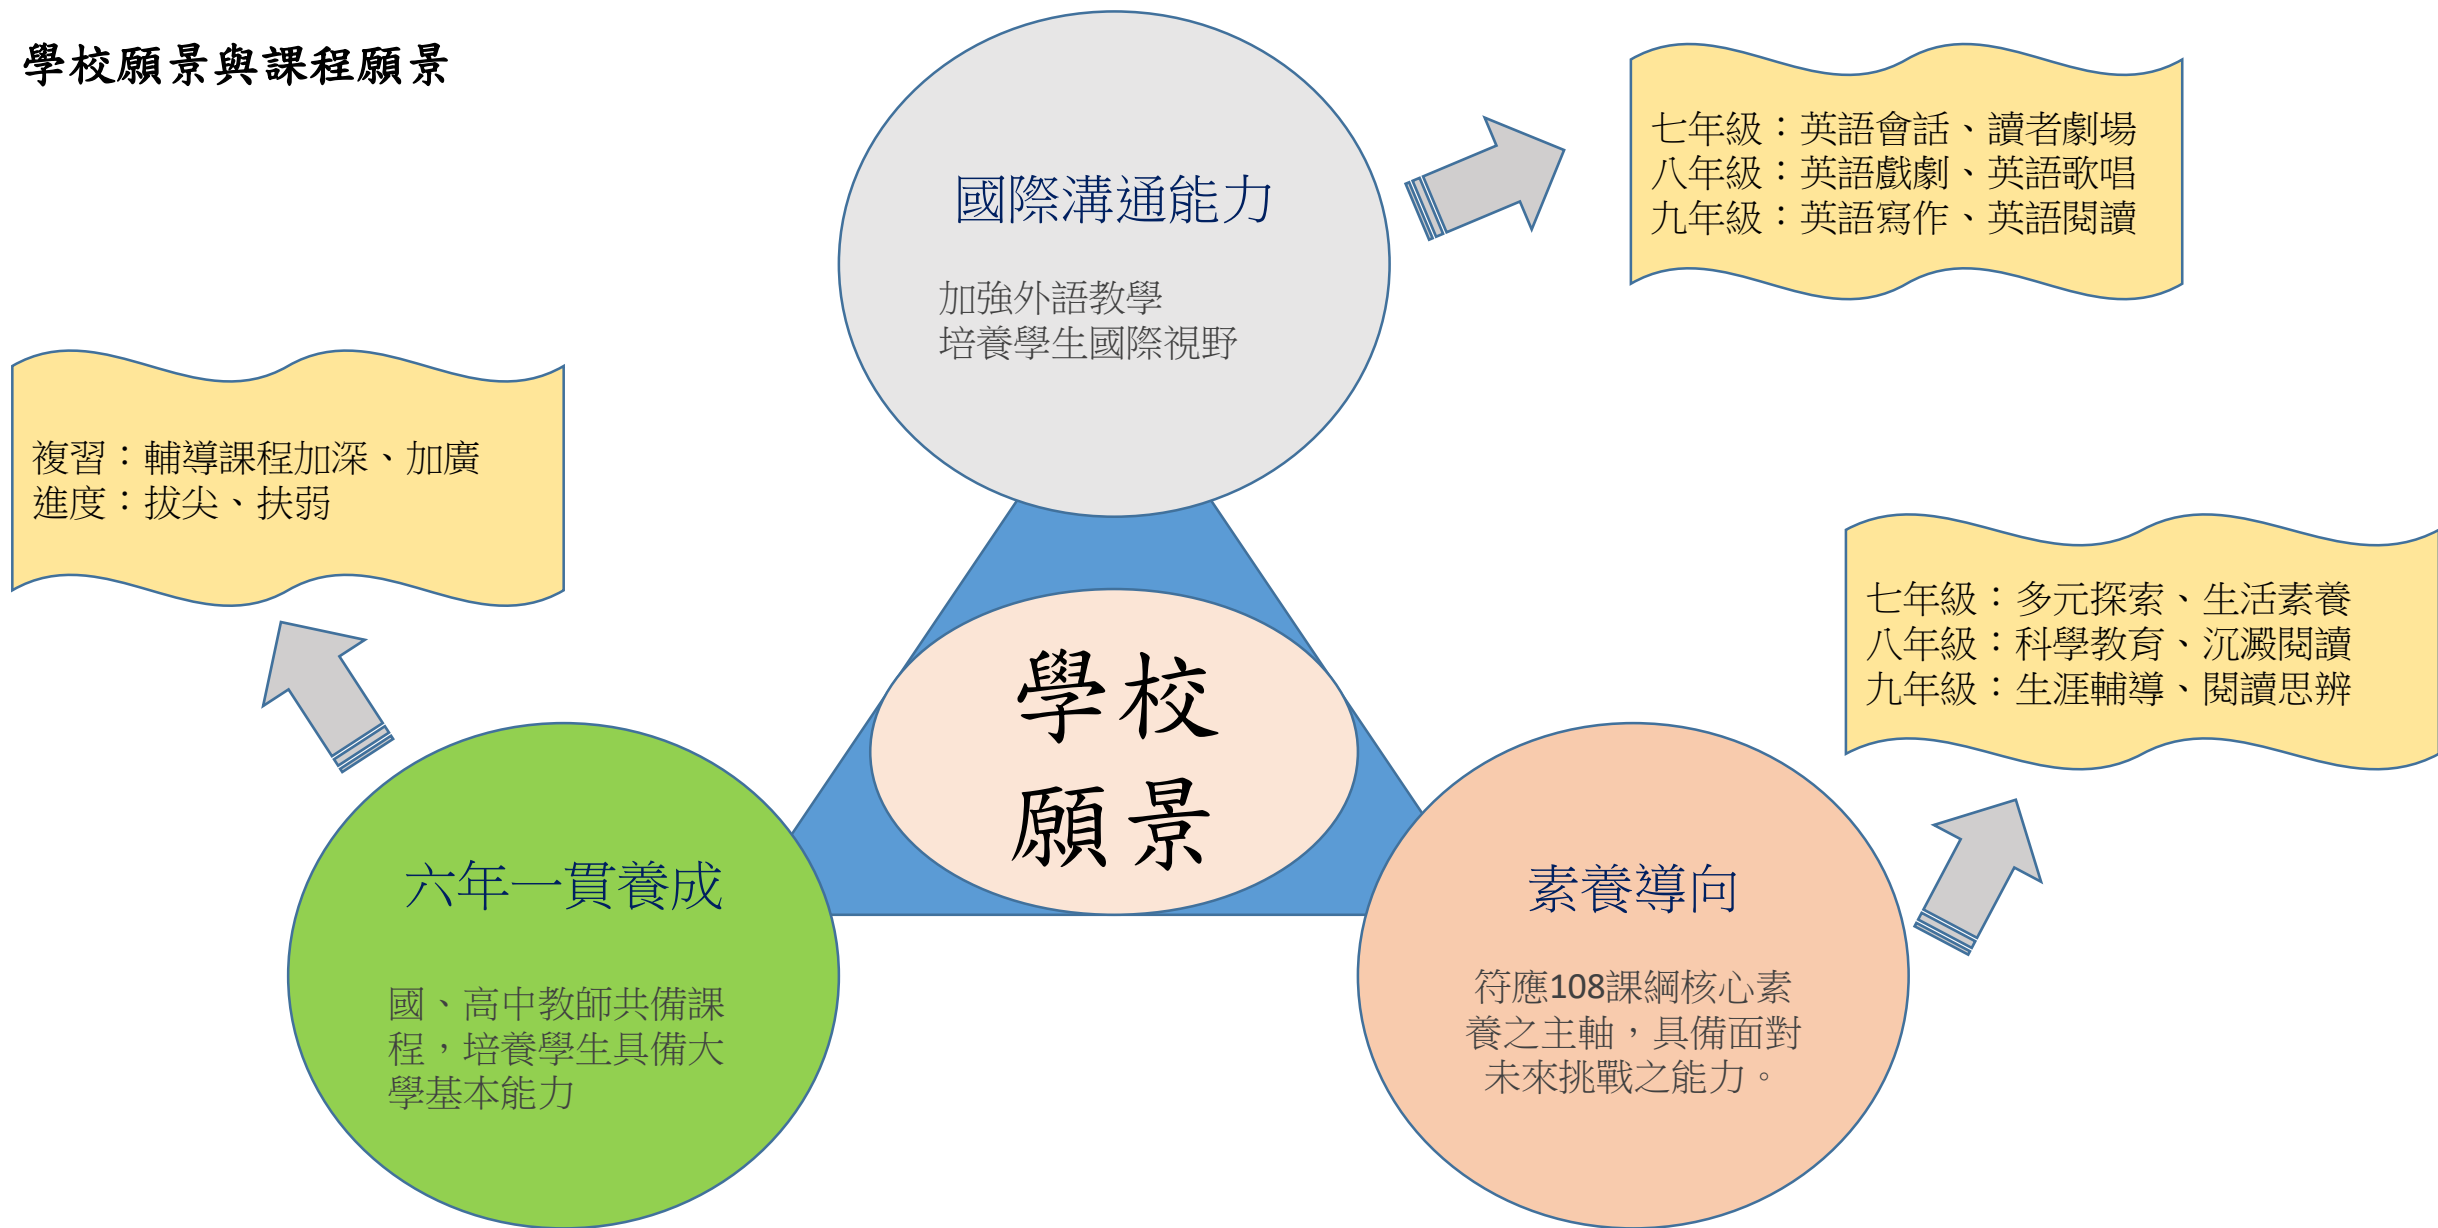 學校願景與課程願景
國際溝通能力
加強外語教學
培養學生國際視野
七年級：英語會話、讀者劇場
八年級：英語戲劇、英語歌唱
九年級：英語寫作、英語閱讀
複習：輔導課程加深、加廣
進度：拔尖、扶弱
七年級：多元探索、生活素養
八年級：科學教育、沉澱閱讀
九年級：生涯輔導、閱讀思辨
學校
願景
六年一貫養成
國、高中教師共備課
程，培養學生具備大
學基本能力
素養導向
符應108課綱核心素
養之主軸，具備面對
未來挑戰之能力。